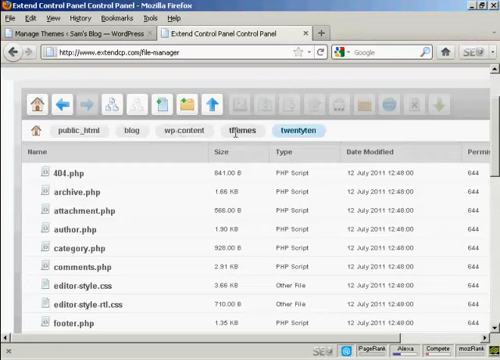 Extend Control Panel Control Panel - Mozilla Firefox
File Edit View History Bookmarks Tools Help
Manage Themes ‹ Sam's Blog — WordPress
Extend Control Panel Control Panel
http://www.extendcp.com/file-manager
Google
public_html blog wp-content themes twentyten
Name Size Type Date Modified
404.php 841.00 B PHP Script 12 July 2011 12:48:00 644
archive.php 1.66 KB PHP Script 12 July 2011 12:48:00 644
attachment.php 568.00 B PHP Script 12 July 2011 12:48:00 644
author.php 1.90 KB PHP Script 12 July 2011 12:48:00 644
category.php 928.00 B PHP Script 12 July 2011 12:48:00 644
comments.php 2.91 KB PHP Script 12 July 2011 12:48:00 644
editor-style.css 3.66 KB Other File 12 July 2011 12:48:00 644
editor-style-rtl.css 710.00 B Other File 12 July 2011 12:48:00 644
footer.php 1.35 KB PHP Script 12 July 2011 12:48:00 644
PageRank Alexa Compete mozRank